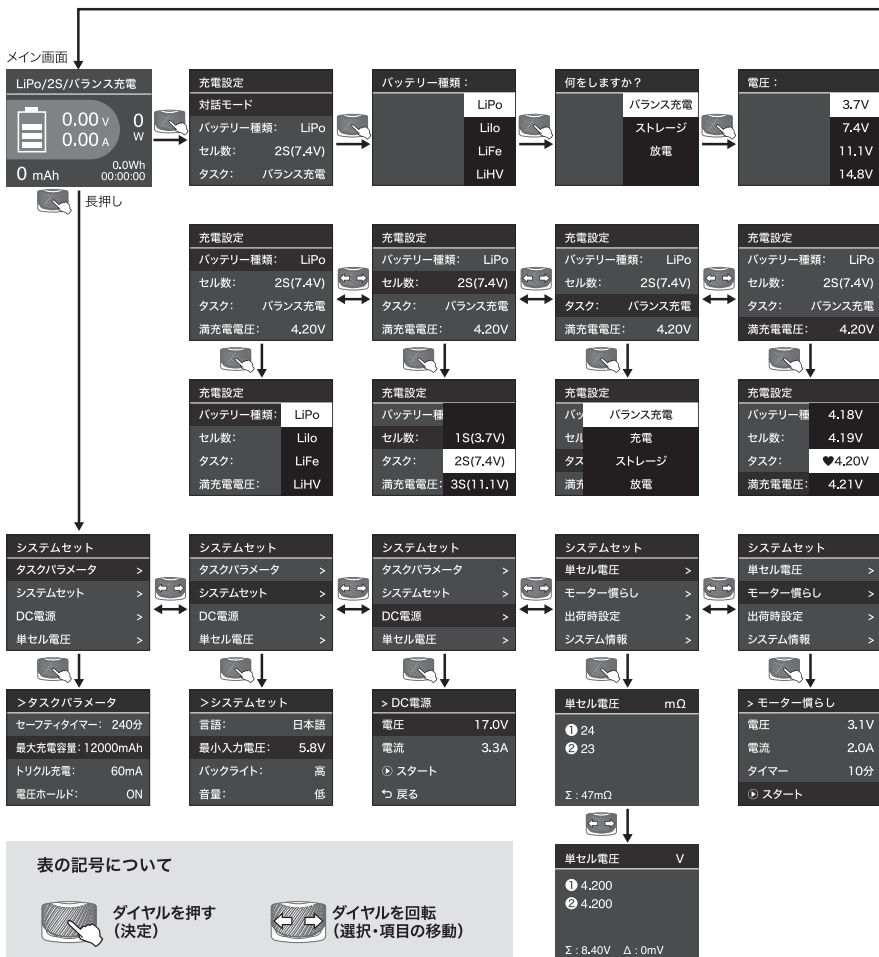 メイン画面
LiPo/2S/バランス充電
0.00 V
0
0.00 A
W
0 mAh
0.0Wh
00:00:00
充電設定
対話モード
バッテリー種類： LiPo
セル数： 2S(7.4V)
タスク： バランス充電
バッテリー種類：
LiPo
LiIo
LiFe
LiHV
何をしますか？
バランス充電
ストレージ
放電
電圧：
3.7V
7.4V
11.1V
14.8V
長押し
充電設定
バッテリー種類： LiPo
セル数： 2S(7.4V)
タスク： バランス充電
満充電電圧： 4.20V
充電設定
バッテリー種類： LiPo
セル数： 2S(7.4V)
タスク： バランス充電
満充電電圧： 4.20V
充電設定
バッテリー種類： LiPo
セル数： 2S(7.4V)
タスク： バランス充電
満充電電圧： 4.20V
充電設定
バッテリー種類： LiPo
セル数： 2S(7.4V)
タスク： バランス充電
満充電電圧： 4.20V
充電設定
バッテリー種類： LiPo
セル数： LiIo
タスク： LiFe
満充電電圧： LiHV
充電設定
バッテリー種
セル数： 1S(3.7V)
タスク： 2S(7.4V)
満充電電圧： 3S(11.1V)
充電設定
バッ バランス充電
セル 充電
タス ストレージ
満充 放電
充電設定
バッテリー種 4.18V
セル数： 4.19V
タスク： ♥4.20V
満充電電圧： 4.21V
システムセット
タスクパラメータ >
システムセット >
DC電源 >
単セル電圧 >
システムセット
タスクパラメータ >
システムセット >
DC電源 >
単セル電圧 >
システムセット
タスクパラメータ >
システムセット >
DC電源 >
単セル電圧 >
システムセット
単セル電圧 >
モーター慣らし >
出荷時設定 >
システム情報 >
システムセット
単セル電圧 >
モーター慣らし >
出荷時設定 >
システム情報 >
>タスクパラメータ
セーフティタイマー： 240分
最大充電容量：12000mAh
トリクル充電： 60mA
電圧ホールド： ON
>システムセット
言語： 日本語
最小入力電圧： 5.8V
バックライト： 高
音量： 低
> DC電源
電圧 17.0V
電流 3.3A
スタート
戻る
単セル電圧 mΩ
❶ 24
❷ 23
Σ : 47mΩ
> モーター慣らし
電圧 3.1V
電流 2.0A
タイマー 10分
スタート
単セル電圧 V
❶ 4.200
❷ 4.200
Σ : 8.40V Δ : 0mV
表の記号について
ダイヤルを押す
（決定）
ダイヤルを回転
（選択・項目の移動）